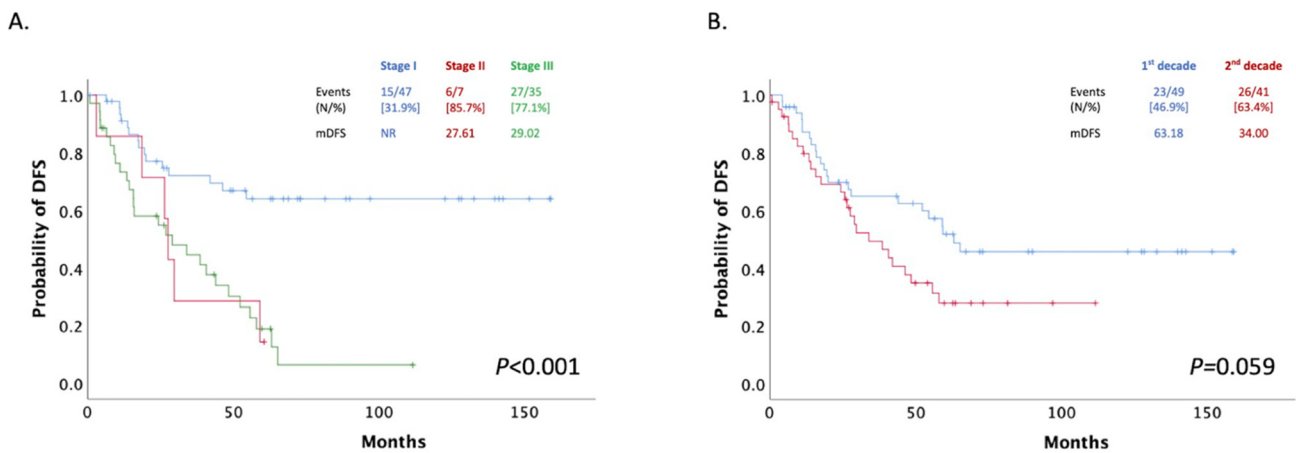 A.
Stage I Stage II Stage III
Events 15/47 6/7 27/35
(N/%) [31.9%] [85.7%] [77.1%]
mDFS NR 27.61 29.02
Probability of DFS
1.0
0.8
0.6
0.4
0.2
0.0
P<0.001
0 50 100 150
Months
B.
1st decade 2nd decade
Events 23/49 26/41
(N/%) [46.9%] [63.4%]
mDFS 63.18 34.00
Probability of DFS
1.0
0.8
0.6
0.4
0.2
0.0
P=0.059
0 50 100 150
Months